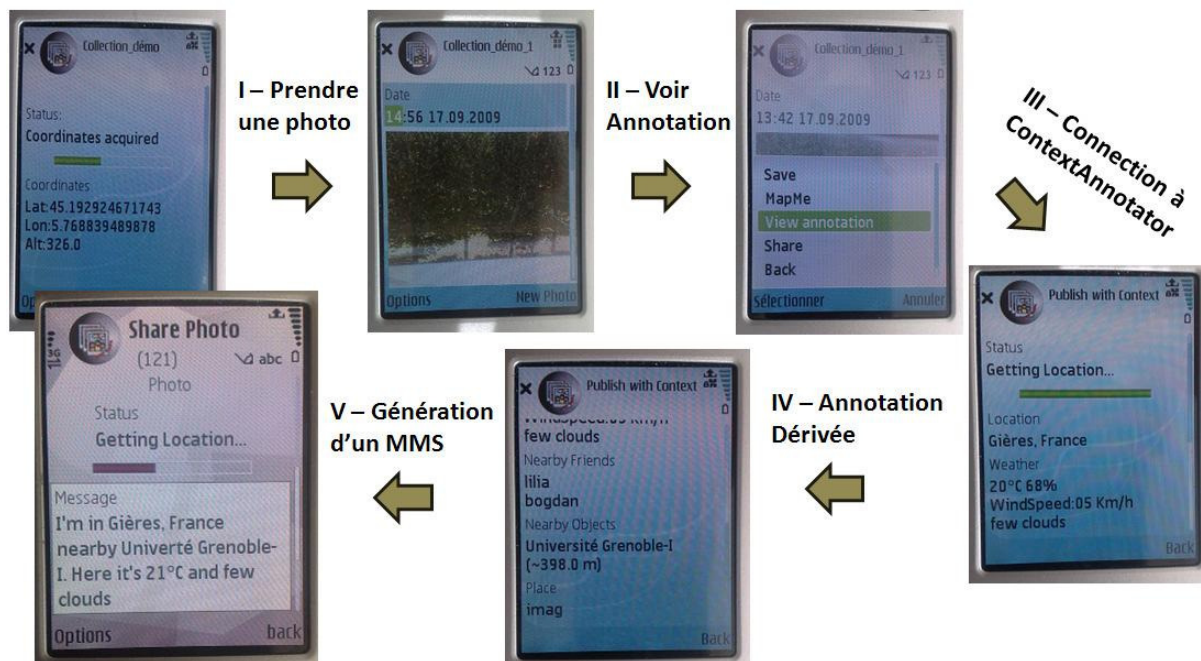 Collection_démo
Status:
Coordinates acquired
Coordinates
Lat:45.192924671743
Lon:5.768839489878
Alt:326.0
I – Prendre
une photo
Collection_démo_1
123
Date
14:56 17.09.2009
Options New Photo
II – Voir
Annotation
Collection_démo_1
123
Date
13:42 17.09.2009
Save
MapMe
View annotation
Share
Back
Sélectionner Annuler
III – Connection à
ContextAnnotator
Publish with Context
Status
Getting Location...
Location
Gières, France
Weather
20°C 68%
WindSpeed:05 Km/h
few clouds
Back
IV – Annotation
Dérivée
Publish with Context
WindSpeed:05 Km/h
few clouds
Nearby Friends
lilia
bogdan
Nearby Objects
Université Grenoble-I
(~398.0 m)
Place
imag
Back
V – Génération
d'un MMS
3G
Share Photo
(121) abc
Photo
Status
Getting Location...
Message
I'm in Gières, France
nearby Univerté Grenoble-
I. Here it's 21°C and few
clouds
Options back